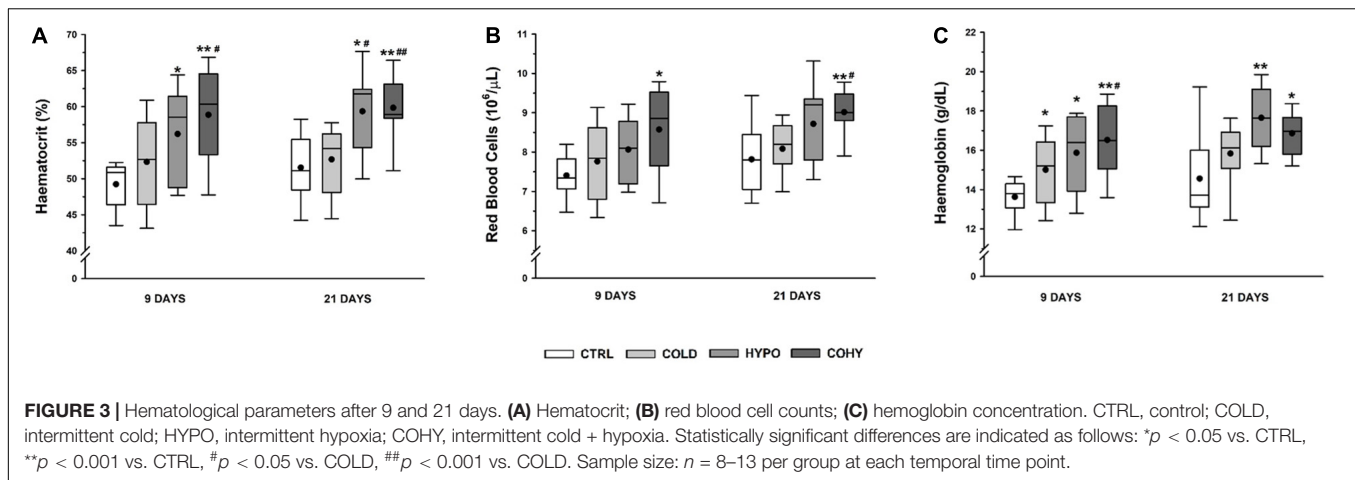 A
Haematocrit (%)
70
65
60
55
50
45
40
0
** #
*
* #
** ##
9 DAYS
21 DAYS
B
Red Blood Cells (10⁶/µL)
11
10
9
8
7
6
0
*
** #
9 DAYS
21 DAYS
C
Haemoglobin (g/dL)
22
20
18
16
14
12
0
*
*
** #
**
*
9 DAYS
21 DAYS
CTRL COLD HYPO COHY
FIGURE 3 | Hematological parameters after 9 and 21 days. (A) Hematocrit; (B) red blood cell counts; (C) hemoglobin concentration. CTRL, control; COLD,
intermittent cold; HYPO, intermittent hypoxia; COHY, intermittent cold + hypoxia. Statistically significant differences are indicated as follows: *p < 0.05 vs. CTRL,
**p < 0.001 vs. CTRL, #p < 0.05 vs. COLD, ##p < 0.001 vs. COLD. Sample size: n = 8–13 per group at each temporal time point.